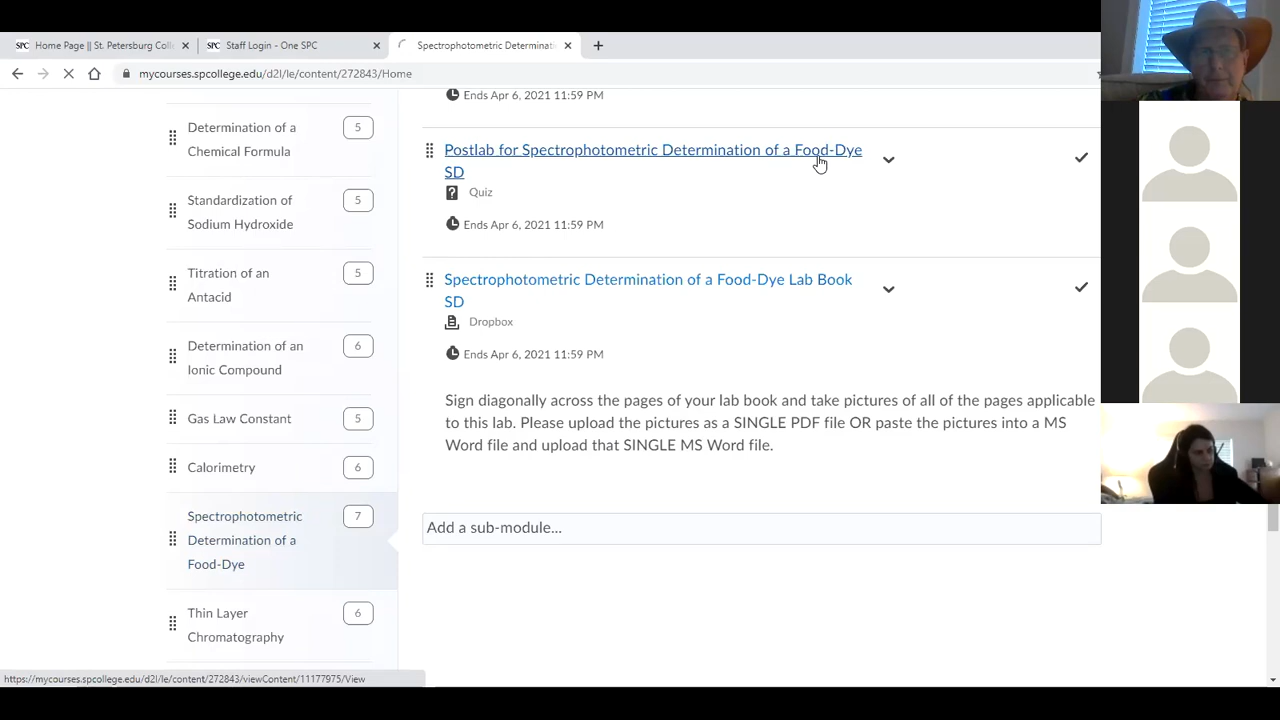 SPC Home Page || St. Petersburg Coll
SPC Staff Login - One SPC
Spectrophotometric Determinati
mycourses.spcollege.edu/d2l/le/content/272843/Home
Determination of a
Chemical Formula
5
Standardization of
Sodium Hydroxide
5
Titration of an
Antacid
5
Determination of an
Ionic Compound
6
Gas Law Constant
5
Calorimetry
6
Spectrophotometric
Determination of a
Food-Dye
7
Thin Layer
Chromatography
6
Ends Apr 6, 2021 11:59 PM
Postlab for Spectrophotometric Determination of a Food-Dye
SD
Quiz
Ends Apr 6, 2021 11:59 PM
Spectrophotometric Determination of a Food-Dye Lab Book
SD
Dropbox
Ends Apr 6, 2021 11:59 PM
Sign diagonally across the pages of your lab book and take pictures of all of the pages applicable
to this lab. Please upload the pictures as a SINGLE PDF file OR paste the pictures into a MS
Word file and upload that SINGLE MS Word file.
Add a sub-module...
https://mycourses.spcollege.edu/d2l/le/content/272843/viewContent/11177975/View